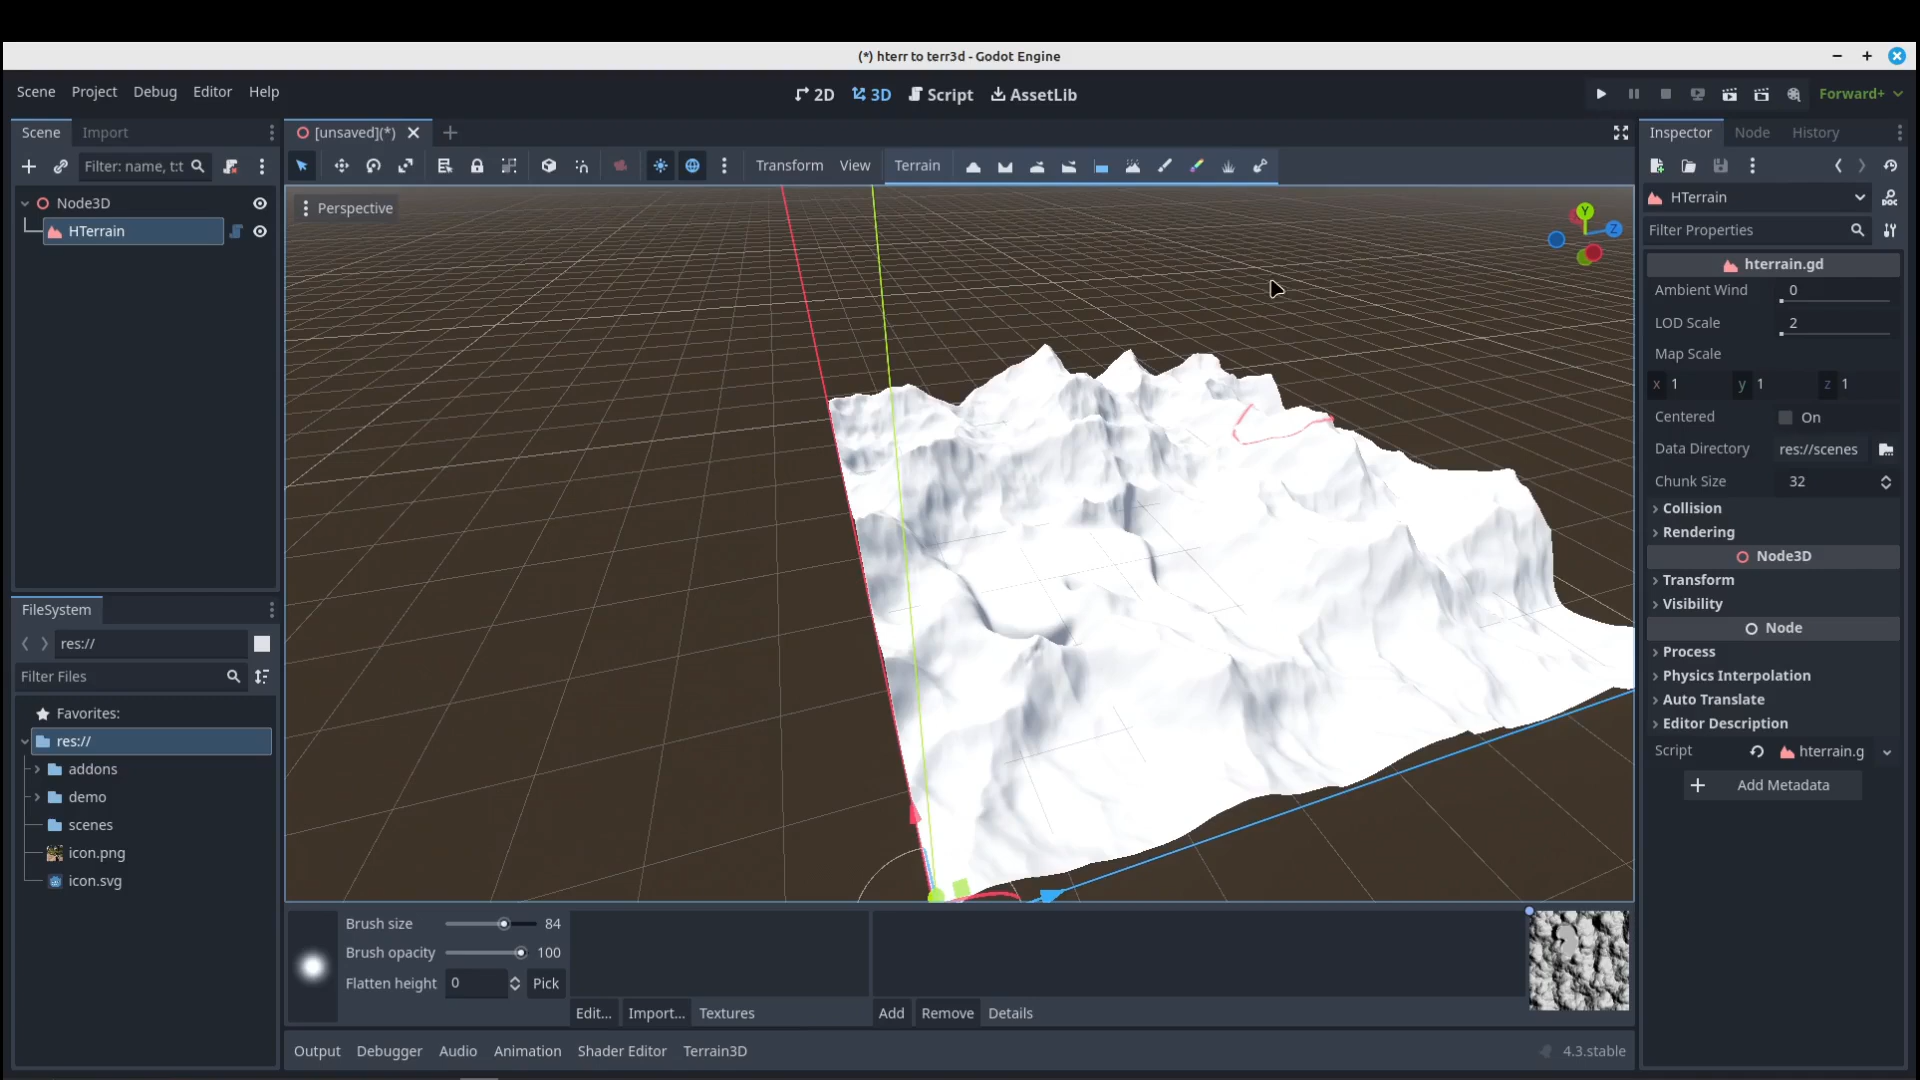 (*) hterr to terr3d - Godot Engine
Scene Project Debug Editor Help
2D 3D Script AssetLib
Forward+
Scene Import
[unsaved](*)
Inspector Node History
Filter: name, t:t
Transform View Terrain
Node3D
HTerrain
Perspective
Y
Z
HTerrain
DOC
Filter Properties
hterrain.gd
Ambient Wind 0
LOD Scale 2
Map Scale
x 1 y 1 z 1
Centered On
Data Directory res://scenes
Chunk Size 32
Collision
Rendering
Node3D
Transform
Visibility
Node
Process
Physics Interpolation
Auto Translate
Editor Description
Script hterrain.g
Add Metadata
FileSystem
res://
Filter Files
Favorites:
res://
addons
demo
scenes
icon.png
icon.svg
Brush size 84
Brush opacity 100
Flatten height 0 Pick
Edit... Import... Textures
Add Remove Details
Output Debugger Audio Animation Shader Editor Terrain3D
4.3.stable